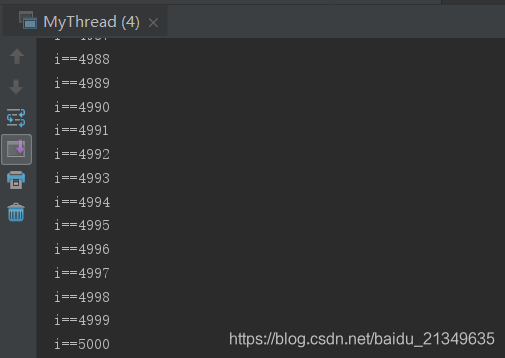 MyThread (4)
i==4988
i==4989
i==4990
i==4991
i==4992
i==4993
i==4994
i==4995
i==4996
i==4997
i==4998
i==4999
i==5000
https://blog.csdn.net/baidu_21349635